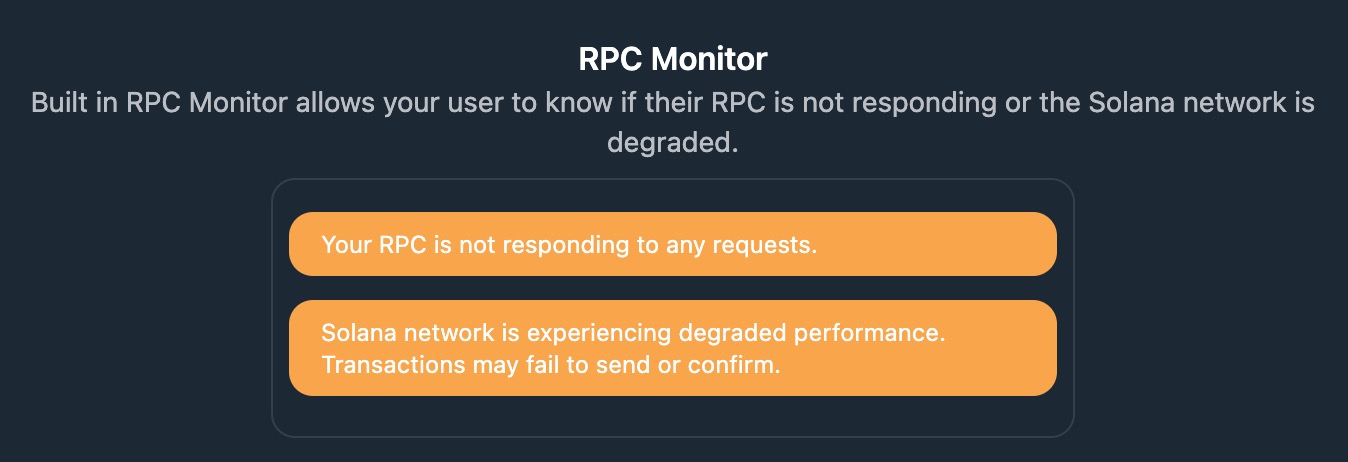 RPC Monitor
Built in RPC Monitor allows your user to know if their RPC is not responding or the Solana network is
degraded.
Your RPC is not responding to any requests.
Solana network is experiencing degraded performance.
Transactions may fail to send or confirm.